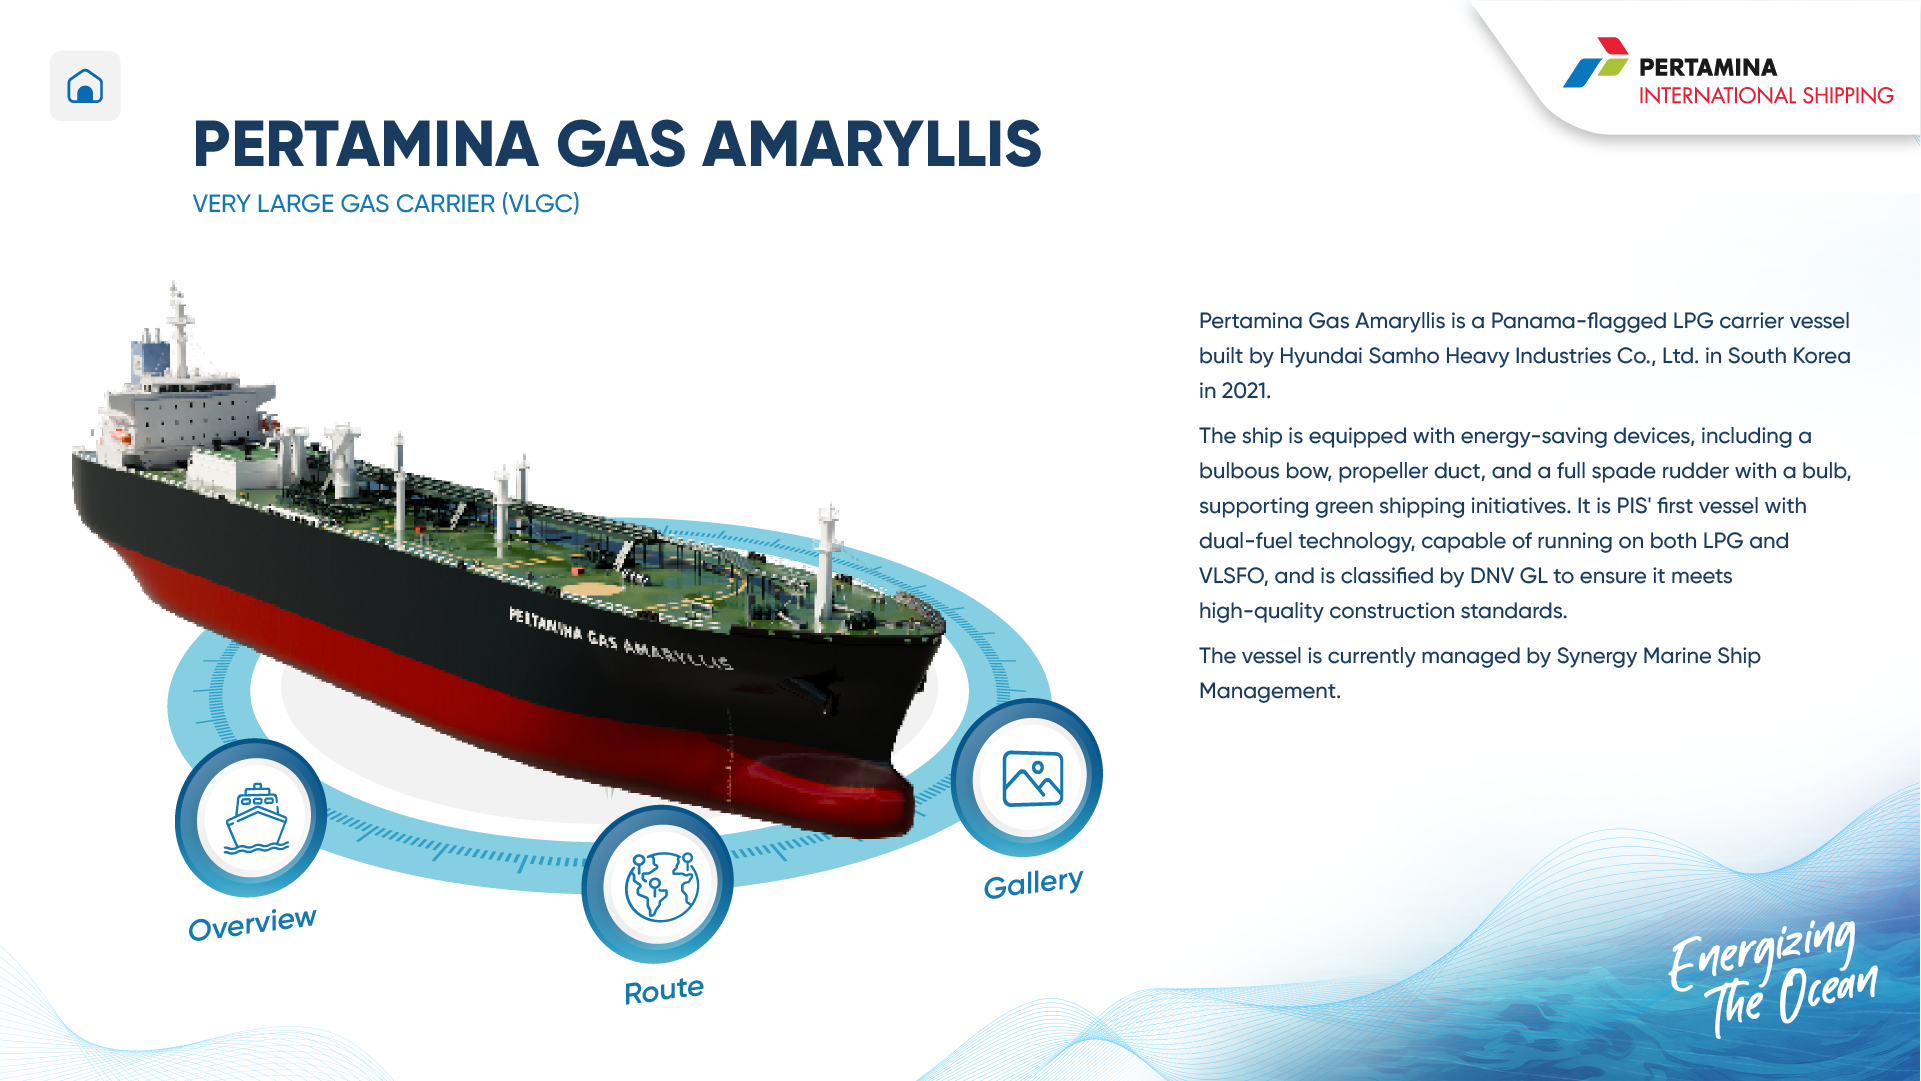 PERTAMINA
INTERNATIONAL SHIPPING
PERTAMINA GAS AMARYLLIS
VERY LARGE GAS CARRIER (VLGC)
Pertamina Gas Amaryllis is a Panama-flagged LPG carrier vessel
built by Hyundai Samho Heavy Industries Co., Ltd. in South Korea
in 2021.
The ship is equipped with energy-saving devices, including a
bulbous bow, propeller duct, and a full spade rudder with a bulb,
supporting green shipping initiatives. It is PIS' first vessel with
dual-fuel technology, capable of running on both LPG and
VLSFO, and is classified by DNV GL to ensure it meets
high-quality construction standards.
The vessel is currently managed by Synergy Marine Ship
Management.
PERTAMINA GAS AMARYLLIS
Overview
Route
Gallery
Energizing
The Ocean